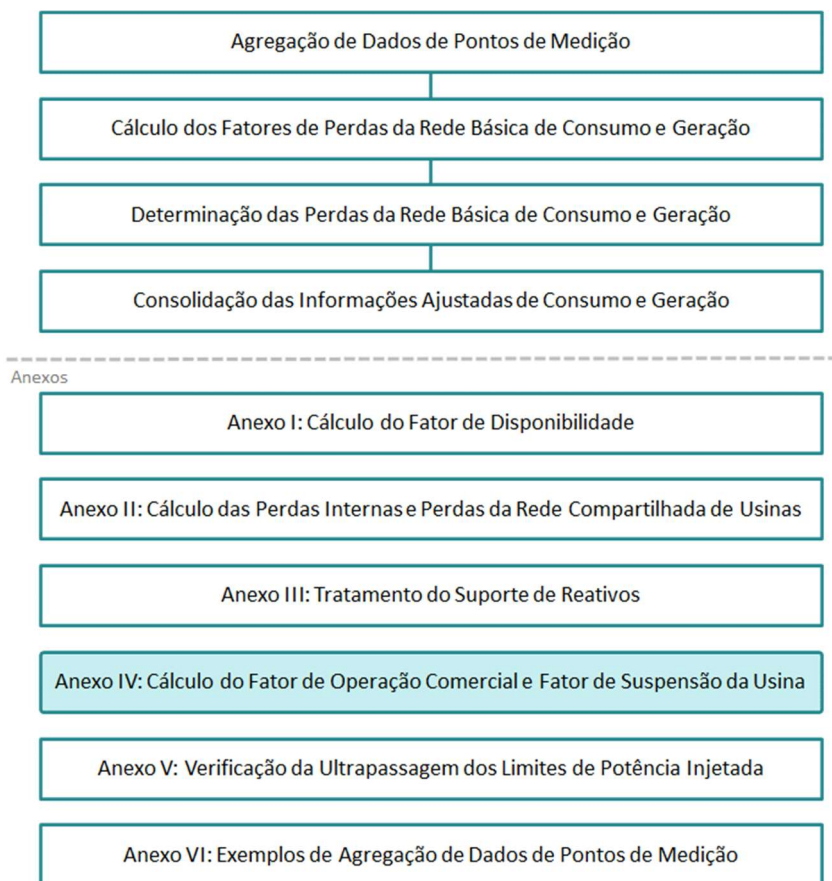 Agregação de Dados de Pontos de Medição
Cálculo dos Fatores de Perdas da Rede Básica de Consumo e Geração
Determinação das Perdas da Rede Básica de Consumo e Geração
Consolidação das Informações Ajustadas de Consumo e Geração
Anexos
Anexo I: Cálculo do Fator de Disponibilidade
Anexo II: Cálculo das Perdas Internas e Perdas da Rede Compartilhada de Usinas
Anexo III: Tratamento do Suporte de Reativos
Anexo IV: Cálculo do Fator de Operação Comercial e Fator de Suspensão da Usina
Anexo V: Verificação da Ultrapassagem dos Limites de Potência Injetada
Anexo VI: Exemplos de Agregação de Dados de Pontos de Medição